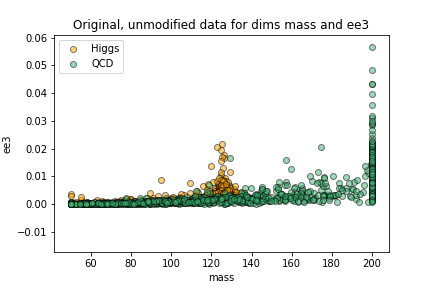 Original, unmodified data for dims mass and ee3
Higgs
QCD
ee3
0.06
0.05
0.04
0.03
0.02
0.01
0.00
−0.01
60 80 100 120 140 160 180 200
mass